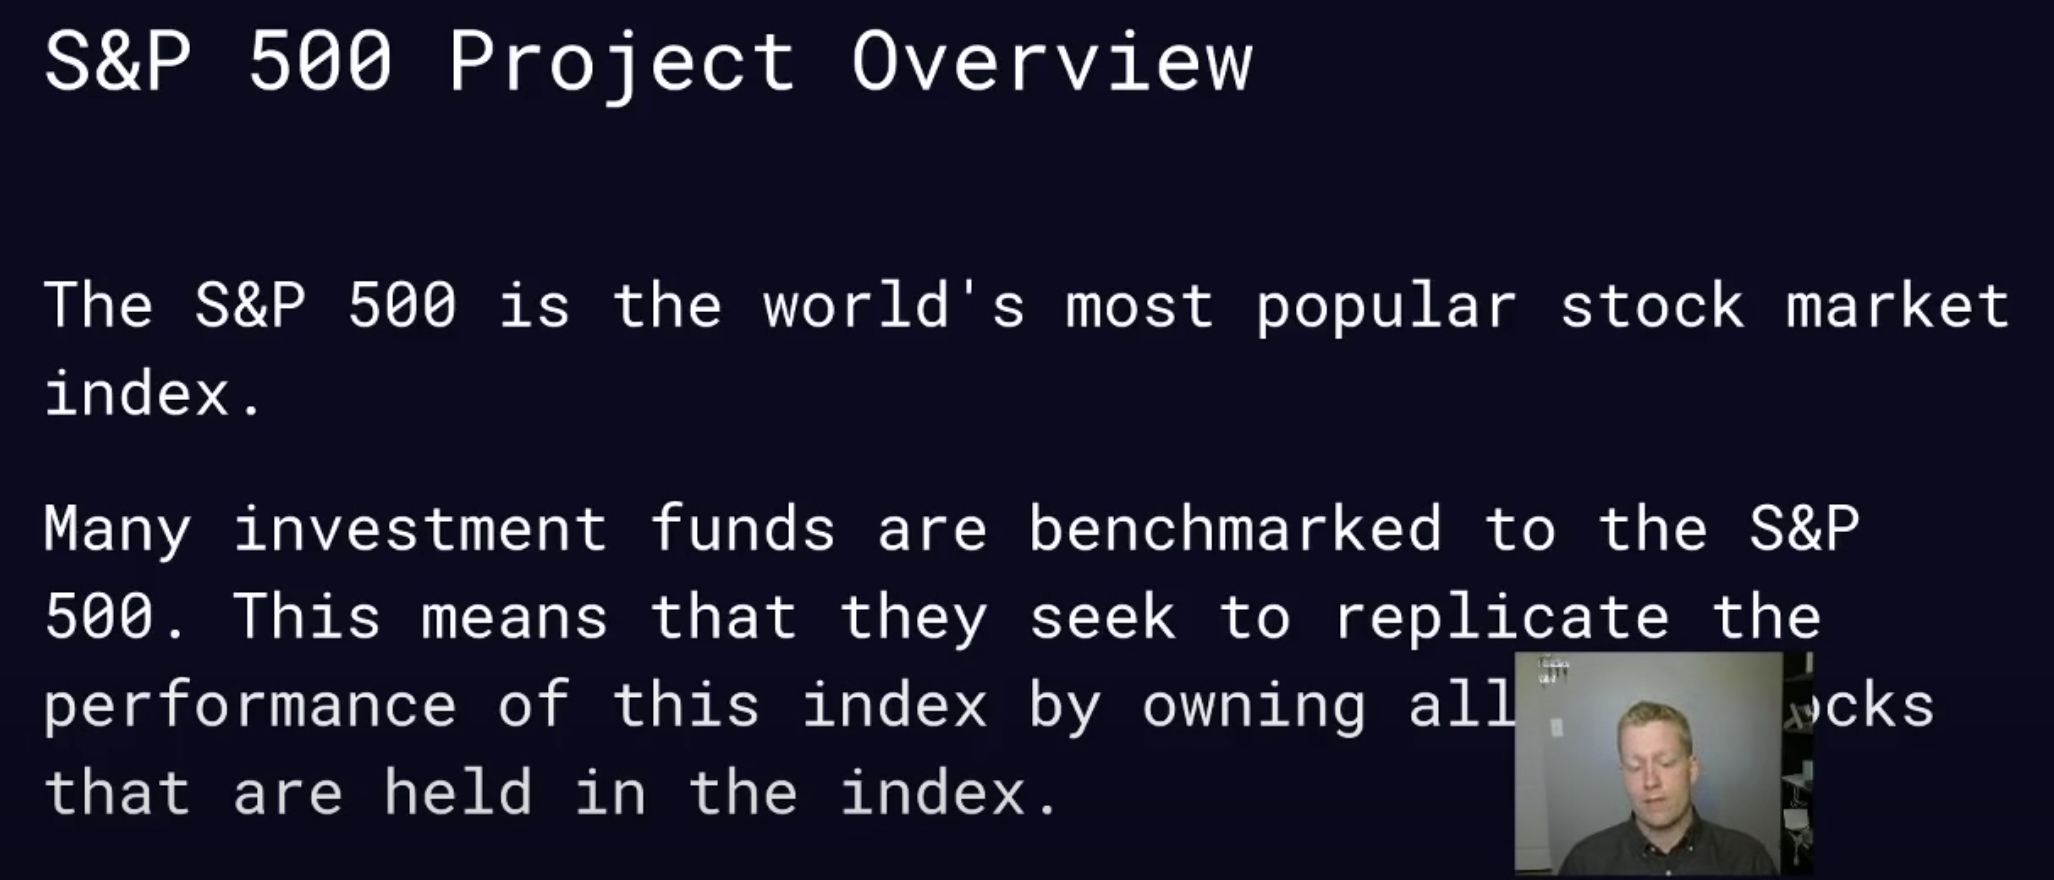 S&P 500 Project Overview
The S&P 500 is the world's most popular stock market
index.
Many investment funds are benchmarked to the S&P
500. This means that they seek to replicate the
performance of this index by owning all
that are held in the index.